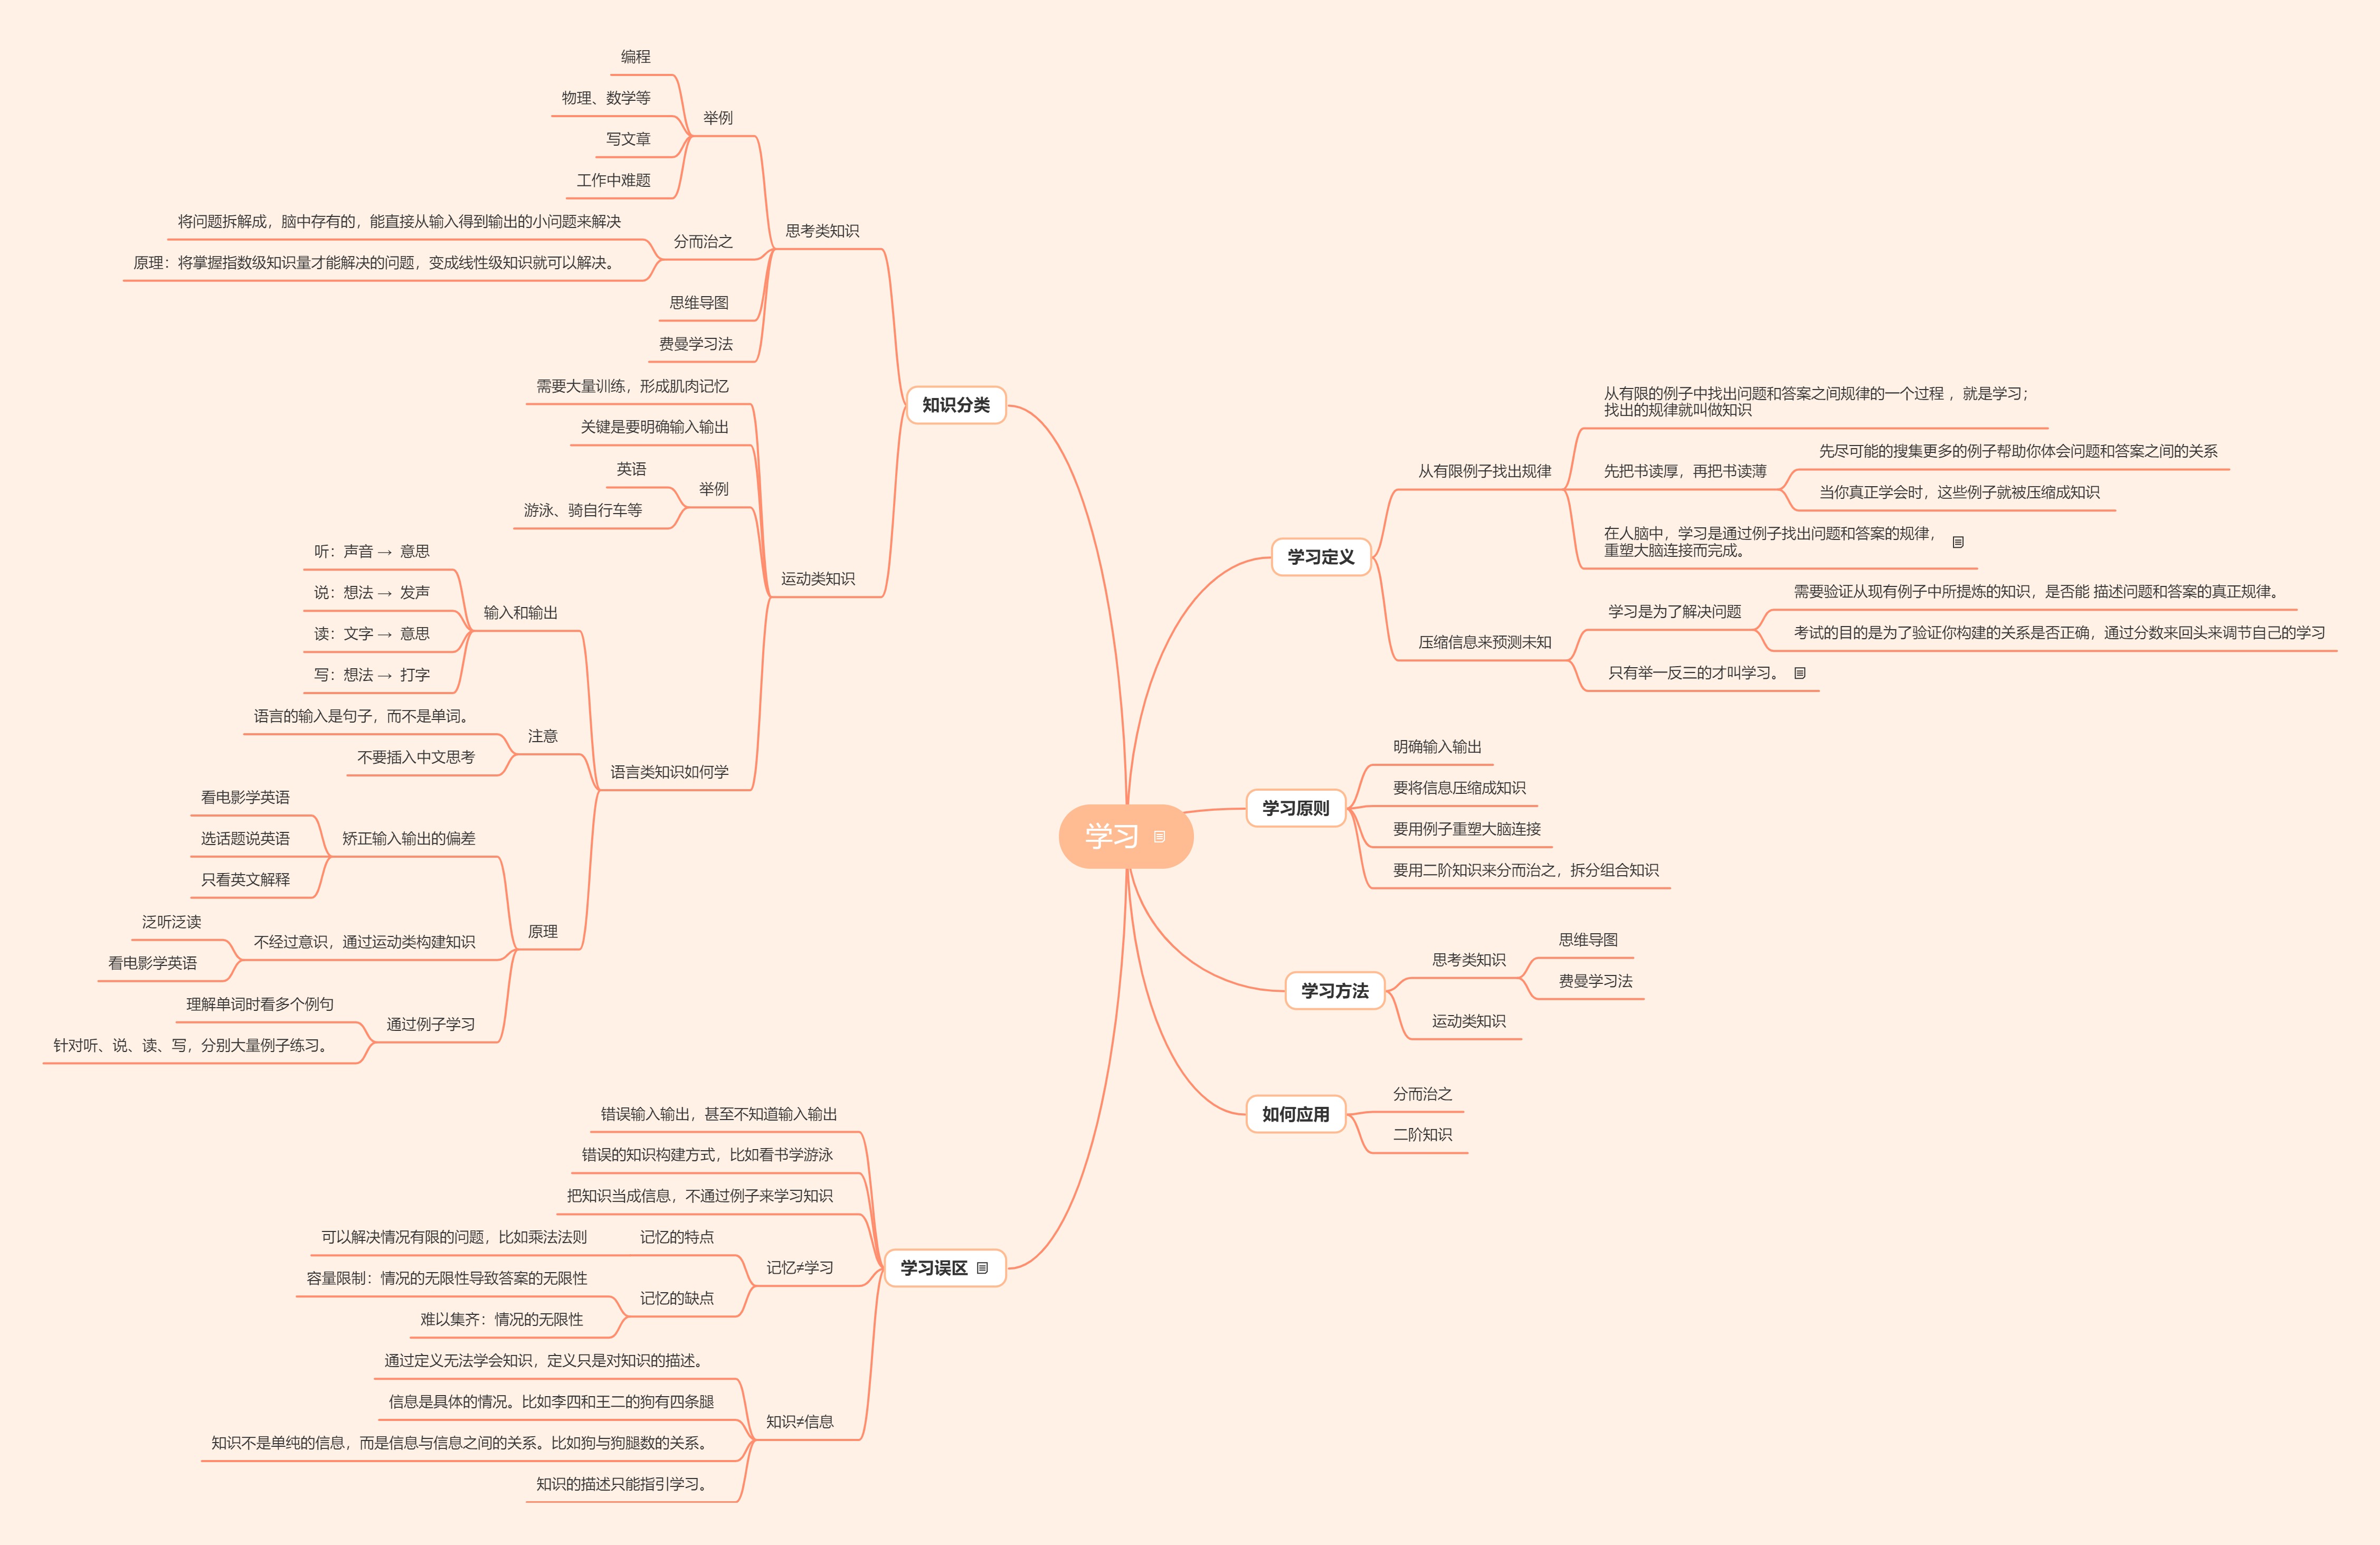 学习
学习定义
从有限例子找出规律
从有限的例子中找出问题和答案之间规律的一个过程 ，就是学习；
找出的规律就叫做知识
先把书读厚，再把书读薄
先尽可能的搜集更多的例子帮助你体会问题和答案之间的关系
当你真正学会时，这些例子就被压缩成知识
在人脑中，学习是通过例子找出问题和答案的规律，
重塑大脑连接而完成。
压缩信息来预测未知
学习是为了解决问题
需要验证从现有例子中所提炼的知识，是否能 描述问题和答案的真正规律。
考试的目的是为了验证你构建的关系是否正确，通过分数来回头来调节自己的学习
只有举一反三的才叫学习。
学习原则
明确输入输出
要将信息压缩成知识
要用例子重塑大脑连接
要用二阶知识来分而治之，拆分组合知识
学习方法
思考类知识
思维导图
费曼学习法
运动类知识
如何应用
分而治之
二阶知识
知识分类
思考类知识
举例
编程
物理、数学等
写文章
工作中难题
分而治之
将问题拆解成，脑中存有的，能直接从输入得到输出的小问题来解决
原理：将掌握指数级知识量才能解决的问题，变成线性级知识就可以解决。
思维导图
费曼学习法
运动类知识
需要大量训练，形成肌肉记忆
关键是要明确输入输出
举例
英语
游泳、骑自行车等
语言类知识如何学
输入和输出
听：声音 → 意思
说：想法 → 发声
读：文字 → 意思
写：想法 → 打字
注意
语言的输入是句子，而不是单词。
不要插入中文思考
原理
矫正输入输出的偏差
看电影学英语
选话题说英语
只看英文解释
不经过意识，通过运动类构建知识
泛听泛读
看电影学英语
通过例子学习
理解单词时看多个例句
针对听、说、读、写，分别大量例子练习。
学习误区
错误输入输出，甚至不知道输入输出
错误的知识构建方式，比如看书学游泳
把知识当成信息，不通过例子来学习知识
记忆≠学习
记忆的特点
可以解决情况有限的问题，比如乘法法则
记忆的缺点
容量限制：情况的无限性导致答案的无限性
难以集齐：情况的无限性
知识≠信息
通过定义无法学会知识，定义只是对知识的描述。
信息是具体的情况。比如李四和王二的狗有四条腿
知识不是单纯的信息，而是信息与信息之间的关系。比如狗与狗腿数的关系。
知识的描述只能指引学习。